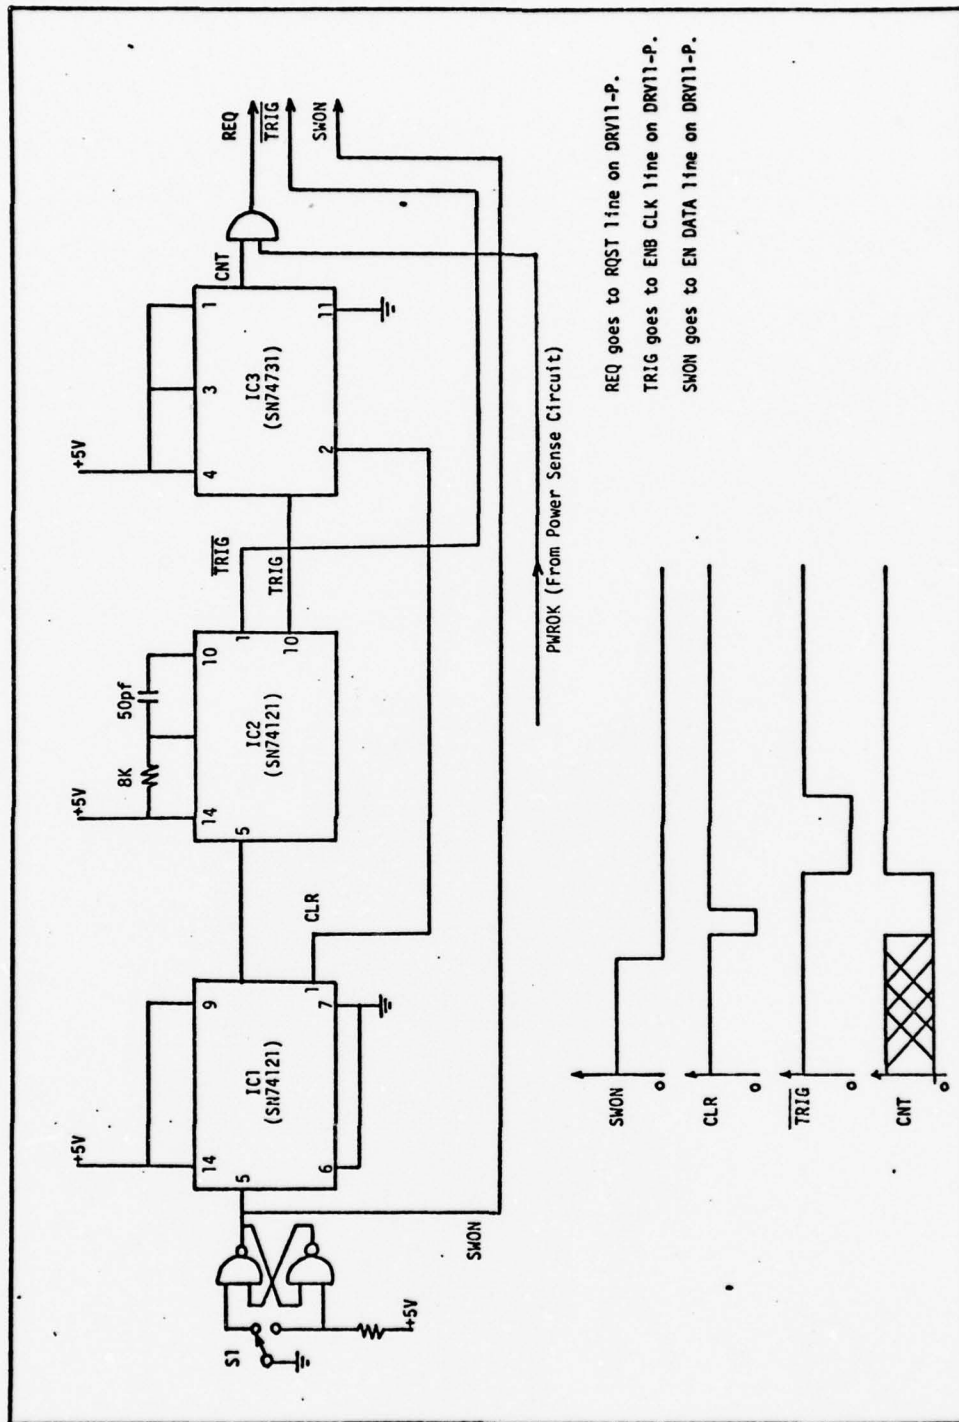 +5V
+5V
+5V
8K
50pf
14
9
14
10
4
3
1
CNT
REQ
IC1
(SN74121)
IC2
(SN74121)
IC3
(SN74731)
5
5
1
TRIG
TRIG
10
TRIG
2
11
SWON
S1
6
7
1
CLR
+5V
SWON
PWROK (From Power Sense Circuit)
REQ goes to RQST line on DRV11-P.
TRIG goes to ENB CLK line on DRV11-P.
SWON goes to EN DATA line on DRV11-P.
SWON
0
CLR
0
TRIG
0
CNT
0